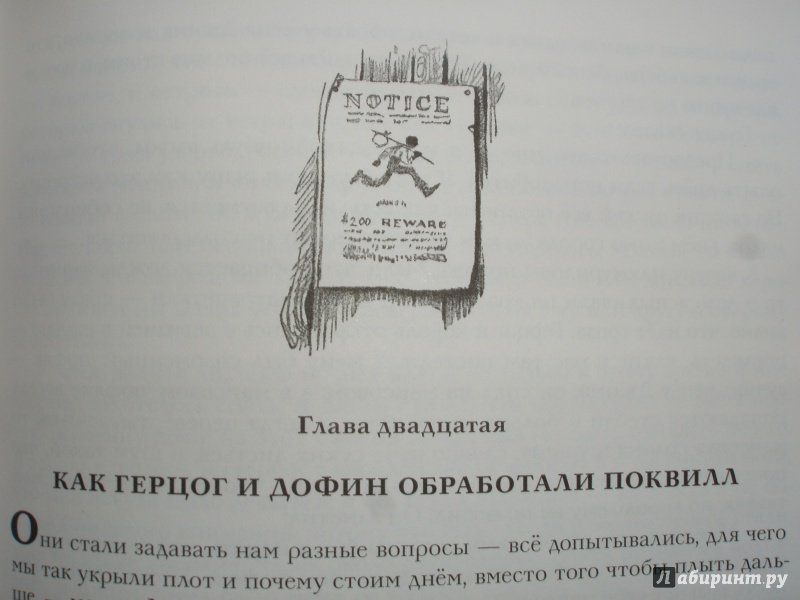 NOTICE
$200 REWARD
Глава двадцатая
КАК ГЕРЦОГ И ДОФИН ОБРАБОТАЛИ ПОКВИЛЛ
Они стали задавать нам разные вопросы — всё допытывались, для чего
мы так укрыли плот и почему стоим днём, вместо того чтобы плыть даль-
ше
Лабиринт.ру